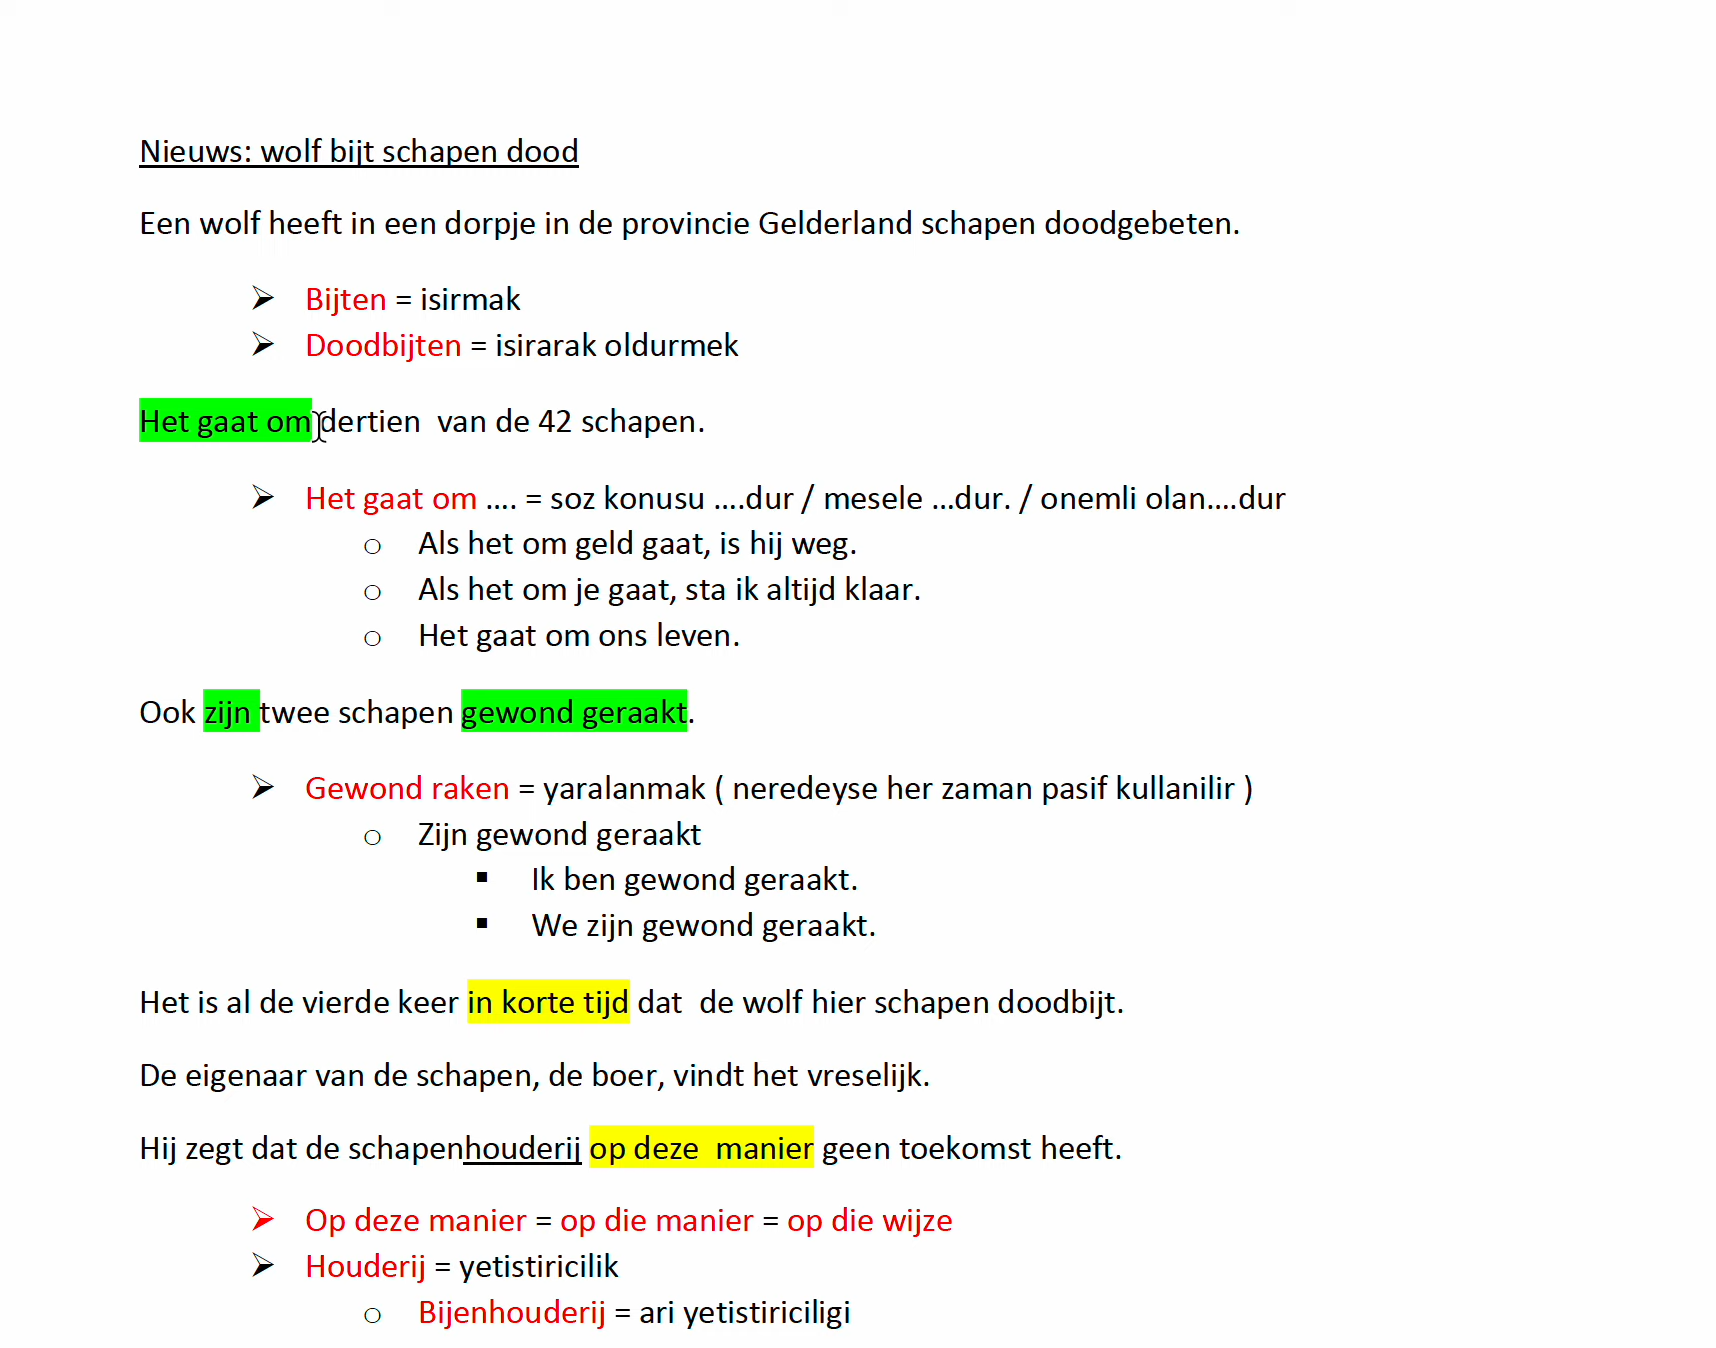 Nieuws: wolf bijt schapen dood
Een wolf heeft in een dorpje in de provincie Gelderland schapen doodgebeten.
➢ Bijten = isirmak
➢ Doodbijten = isirarak oldurmek
Het gaat om dertien  van de 42 schapen.
➢ Het gaat om .... = soz konusu ....dur / mesele ...dur. / onemli olan....dur
o Als het om geld gaat, is hij weg.
o Als het om je gaat, sta ik altijd klaar.
o Het gaat om ons leven.
Ook zijn twee schapen gewond geraakt.
➢ Gewond raken = yaralanmak ( neredeyse her zaman pasif kullanilir )
o Zijn gewond geraakt
▪ Ik ben gewond geraakt.
▪ We zijn gewond geraakt.
Het is al de vierde keer in korte tijd dat  de wolf hier schapen doodbijt.
De eigenaar van de schapen, de boer, vindt het vreselijk.
Hij zegt dat de schapenhouderij op deze  manier geen toekomst heeft.
➢ Op deze manier = op die manier = op die wijze
➢ Houderij = yetistiricilik
o Bijenhouderij = ari yetistiriciligi